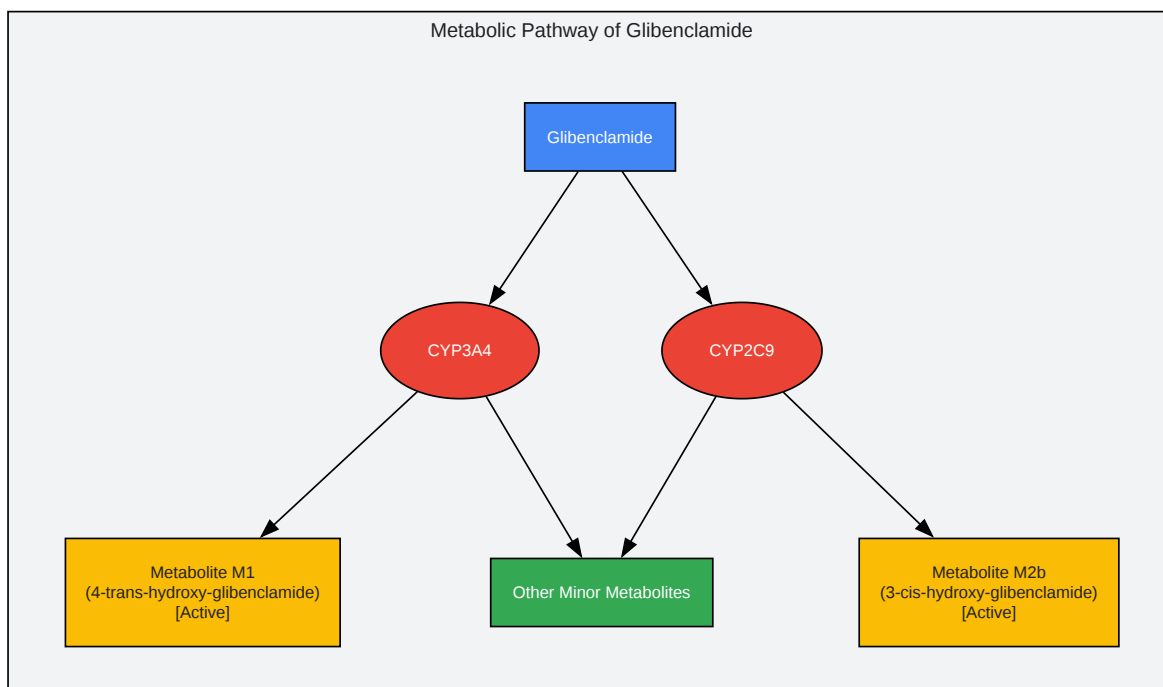 Metabolic Pathway of Glibenclamide
Glibenclamide
CYP3A4
CYP2C9
Metabolite M1
(4-trans-hydroxy-glibenclamide)
[Active]
Other Minor Metabolites
Metabolite M2b
(3-cis-hydroxy-glibenclamide)
[Active]